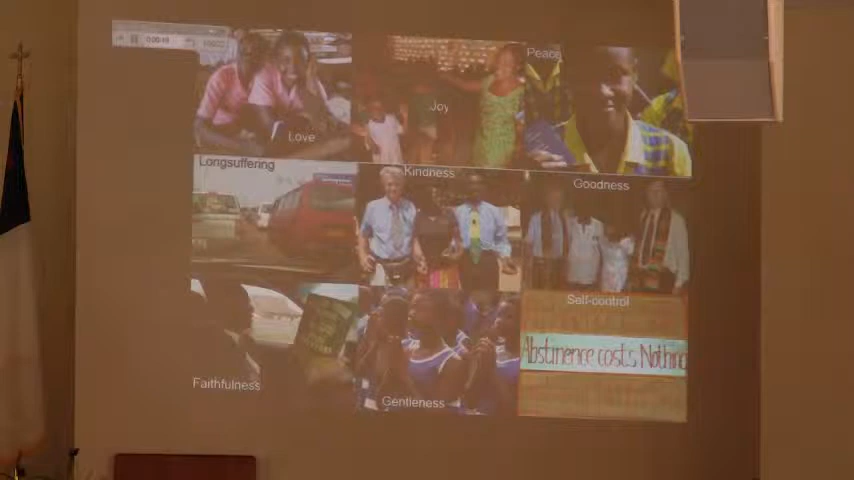 Love
Joy
Peace
Longsuffering
Kindness
Goodness
Faithfulness
Gentleness
Self-control
Abstinence costs Nothing